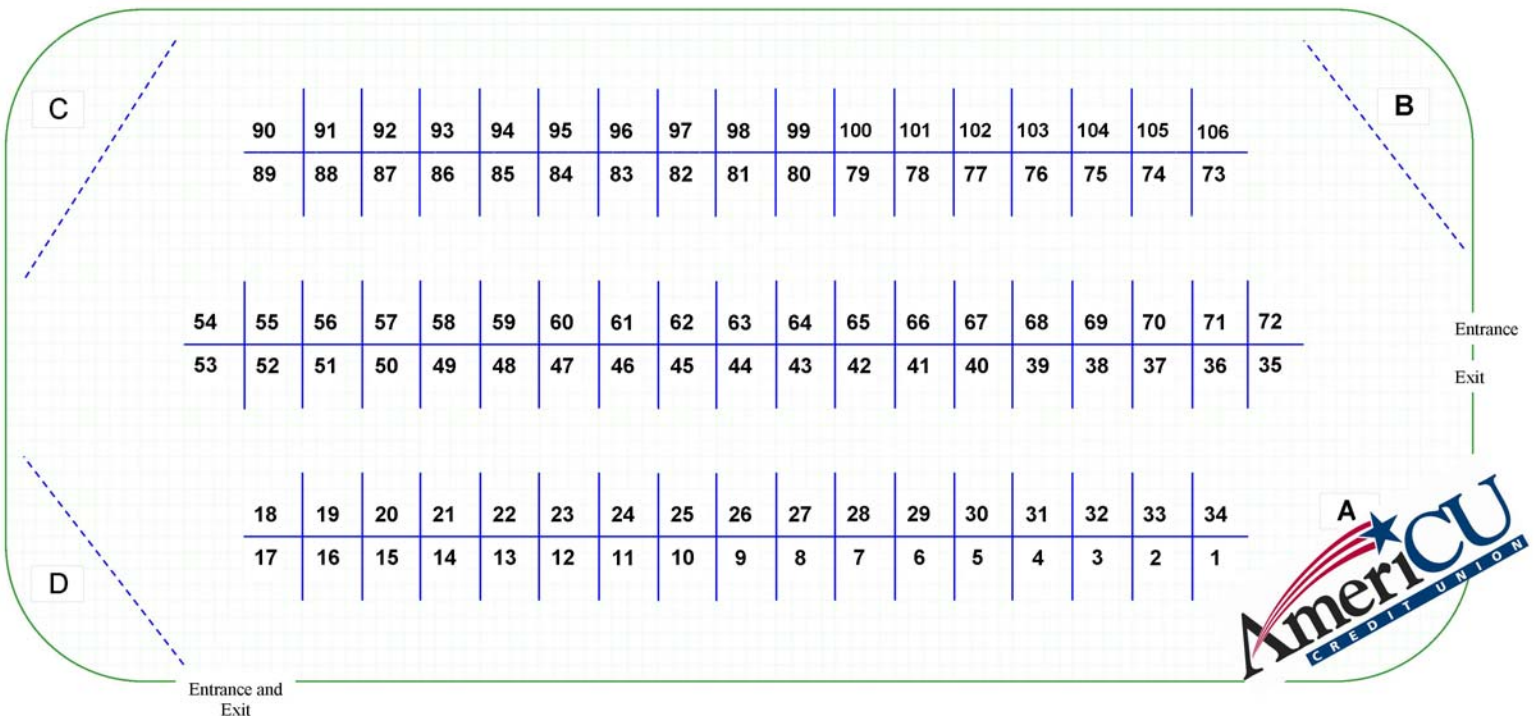 C
B
90 91 92 93 94 95 96 97 98 99 100 101 102 103 104 105 106
89 88 87 86 85 84 83 82 81 80 79 78 77 76 75 74 73
54 55 56 57 58 59 60 61 62 63 64 65 66 67 68 69 70 71 72
Entrance
53 52 51 50 49 48 47 46 45 44 43 42 41 40 39 38 37 36 35
Exit
18 19 20 21 22 23 24 25 26 27 28 29 30 31 32 33 34
A
17 16 15 14 13 12 11 10 9 8 7 6 5 4 3 2 1
D
AmeriCU
CREDIT UNION
Entrance and
Exit